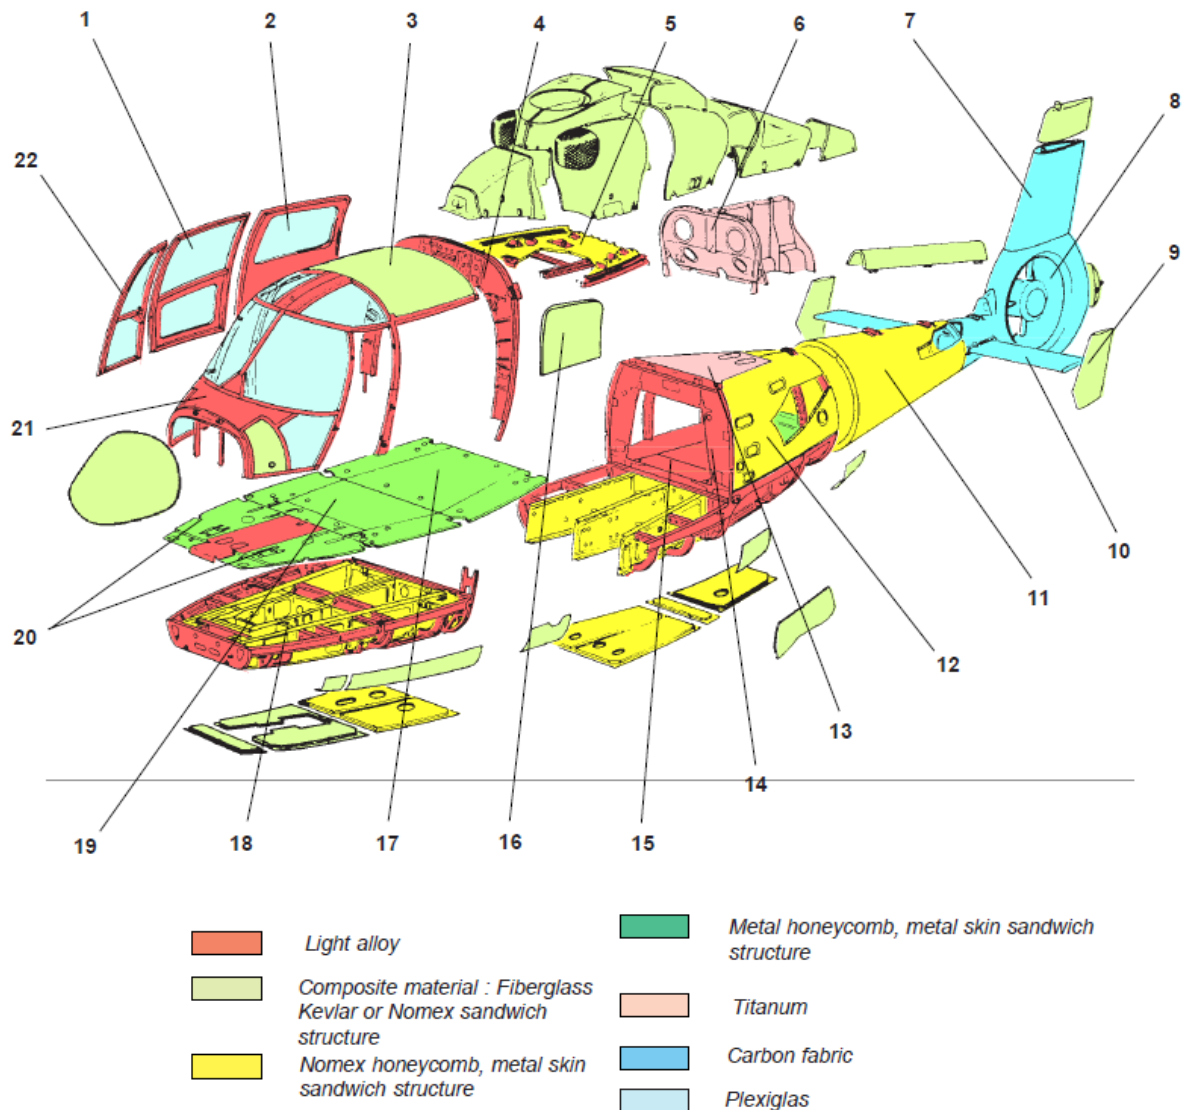 1
2
3
4
5
6
7
8
22
9
21
10
20
11
12
13
14
19
18
17
16
15
Light alloy
Composite material : Fiberglass
Kevlar or Nomex sandwich
structure
Nomex honeycomb, metal skin
sandwich structure
Metal honeycomb, metal skin sandwich
structure
Titanum
Carbon fabric
Plexiglas